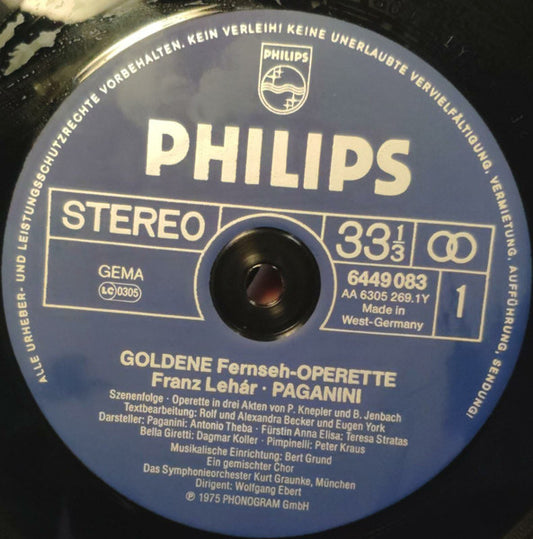 ALLE URHEBER- UND LEISTUNGSSCHUTZRECHTE VORBEHALTEN. KEIN VERLEIH! KEINE UNERLAUBTE VERVIELFÄLTIGUNG, VERMIETUNG, AUFFÜHRUNG, SENDUNG!
PHILIPS
PHILIPS
STEREO
33 1/3
GEMA
LC 0305
6449 083
AA 6305 269.1Y
Made in
West-Germany
1
GOLDENE Fernseh-OPERETTE
Franz Lehár · PAGANINI
Szenenfolge · Operette in drei Akten von P. Knepler und B. Jenbach
Textbearbeitung: Rolf und Alexandra Becker und Eugen York
Darsteller: Paganini: Antonio Theba · Fürstin Anna Elisa: Teresa Stratas
Bella Giretti: Dagmar Koller · Pimpinelli: Peter Kraus
Musikalische Einrichtung: Bert Grund
Ein gemischter Chor
Das Symphonieorchester Kurt Graunke, München
Dirigent: Wolfgang Ebert
℗ 1975 PHONOGRAM GmbH